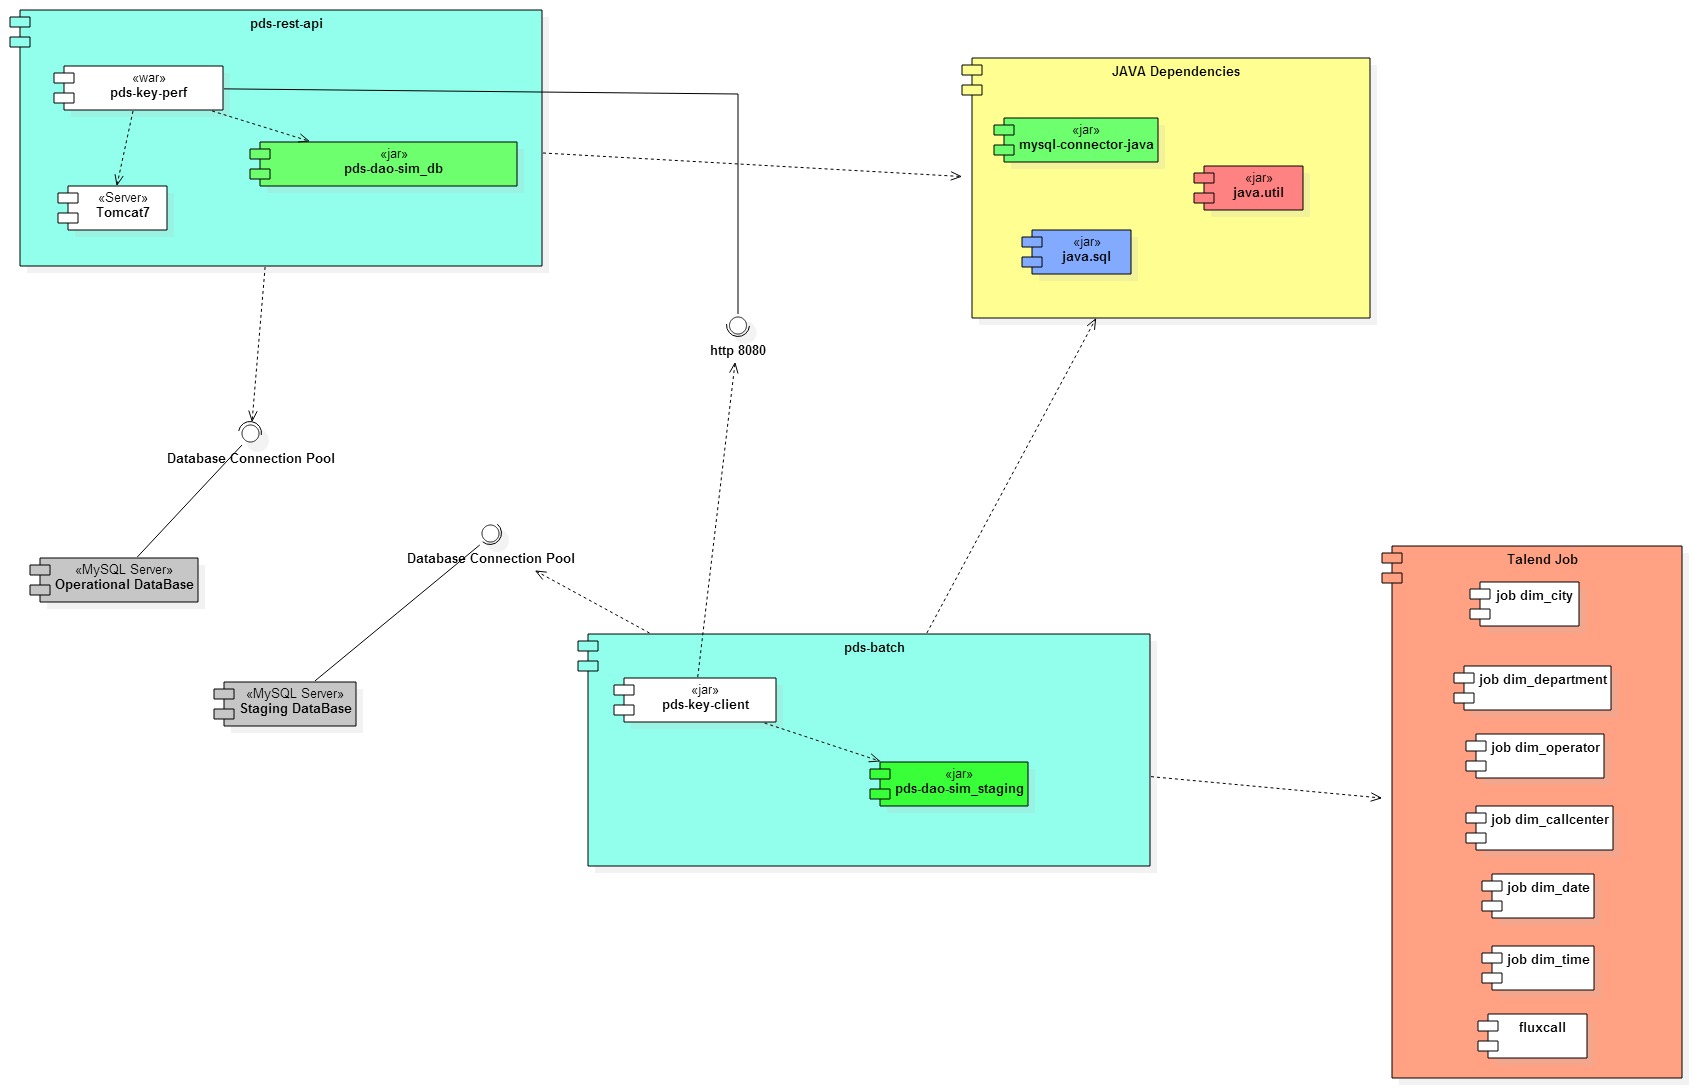 pds-rest-api
«war»
pds-key-perf
«jar»
pds-dao-sim_db
«Server»
Tomcat7
JAVA Dependencies
«jar»
mysql-connector-java
«jar»
java.util
«jar»
java.sql
http 8080
Database Connection Pool
Database Connection Pool
«MySQL Server»
Operational DataBase
«MySQL Server»
Staging DataBase
pds-batch
«jar»
pds-key-client
«jar»
pds-dao-sim_staging
Talend Job
job dim_city
job dim_department
job dim_operator
job dim_callcenter
job dim_date
job dim_time
fluxcall